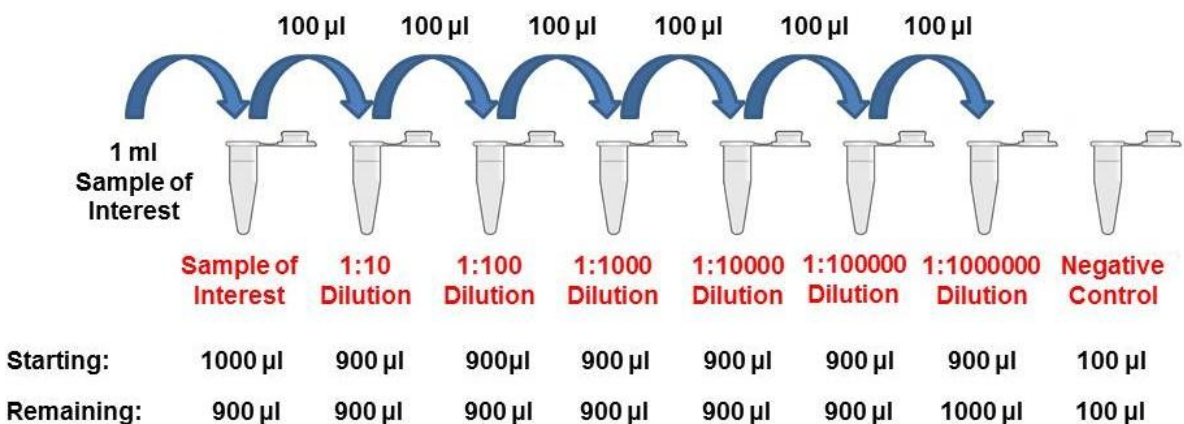 100 µl 100 µl 100 µl 100 µl 100 µl 100 µl
1 ml
Sample of
Interest
Sample of 1:10 1:100 1:1000 1:10000 1:100000 1:1000000 Negative
Interest Dilution Dilution Dilution Dilution Dilution Dilution Control
Starting: 1000 µl 900 µl 900µl 900 µl 900 µl 900 µl 900 µl 100 µl
Remaining: 900 µl 900 µl 900 µl 900 µl 900 µl 900 µl 1000 µl 100 µl